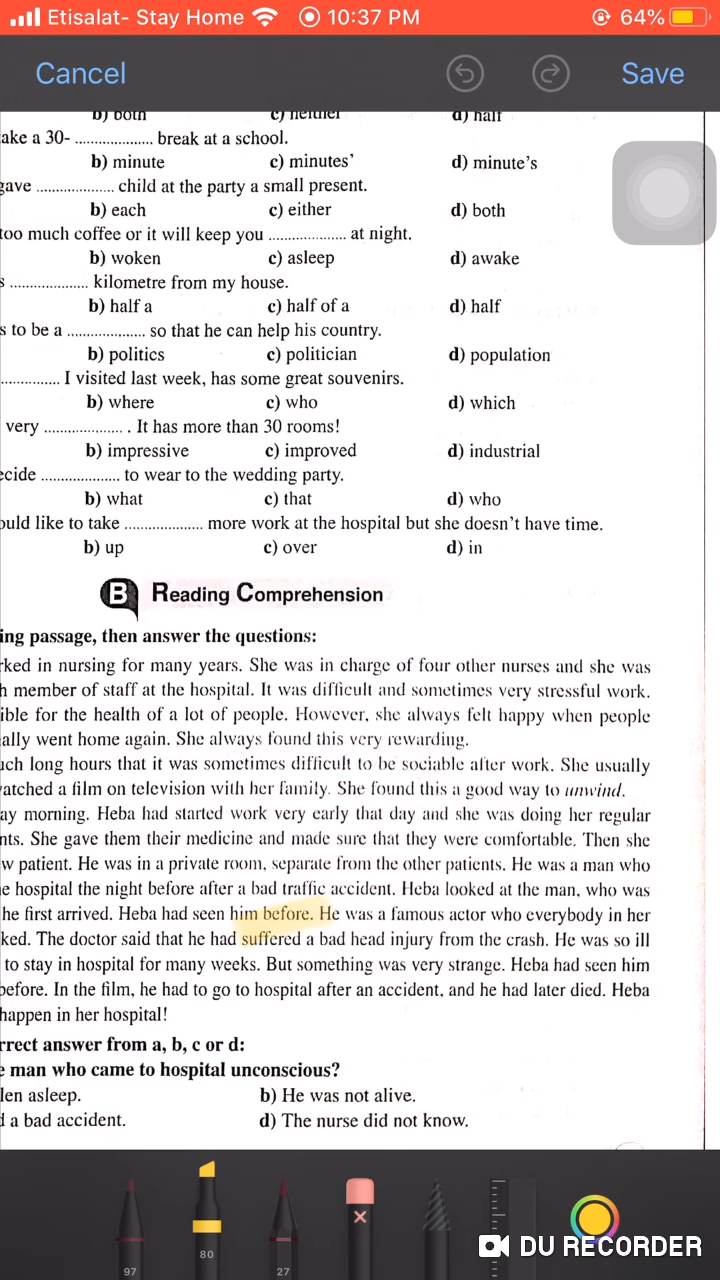 Etisalat- Stay Home 10:37 PM 64%
Cancel Save
b) both c) neither d) half
ake a 30- ................... break at a school.
b) minute c) minutes' d) minute's
gave ................... child at the party a small present.
b) each c) either d) both
too much coffee or it will keep you ................... at night.
b) woken c) asleep d) awake
s ................... kilometre from my house.
b) half a c) half of a d) half
s to be a ................... so that he can help his country.
b) politics c) politician d) population
............... I visited last week, has some great souvenirs.
b) where c) who d) which
very ................... . It has more than 30 rooms!
b) impressive c) improved d) industrial
ecide ................... to wear to the wedding party.
b) what c) that d) who
ould like to take ................... more work at the hospital but she doesn't have time.
b) up c) over d) in
B Reading Comprehension
ing passage, then answer the questions:
rked in nursing for many years. She was in charge of four other nurses and she was
h member of staff at the hospital. It was difficult and sometimes very stressful work.
ible for the health of a lot of people. However, she always felt happy when people
ally went home again. She always found this very rewarding.
uch long hours that it was sometimes difficult to be sociable after work. She usually
atched a film on television with her family. She found this a good way to unwind.
ay morning. Heba had started work very early that day and she was doing her regular
nts. She gave them their medicine and made sure that they were comfortable. Then she
w patient. He was in a private room, separate from the other patients. He was a man who
e hospital the night before after a bad traffic accident. Heba looked at the man, who was
he first arrived. Heba had seen him before. He was a famous actor who everybody in her
ked. The doctor said that he had suffered a bad head injury from the crash. He was so ill
to stay in hospital for many weeks. But something was very strange. Heba had seen him
before. In the film, he had to go to hospital after an accident, and he had later died. Heba
happen in her hospital!
rrect answer from a, b, c or d:
e man who came to hospital unconscious?
len asleep. b) He was not alive.
d a bad accident. d) The nurse did not know.
97 80 27
DU RECORDER